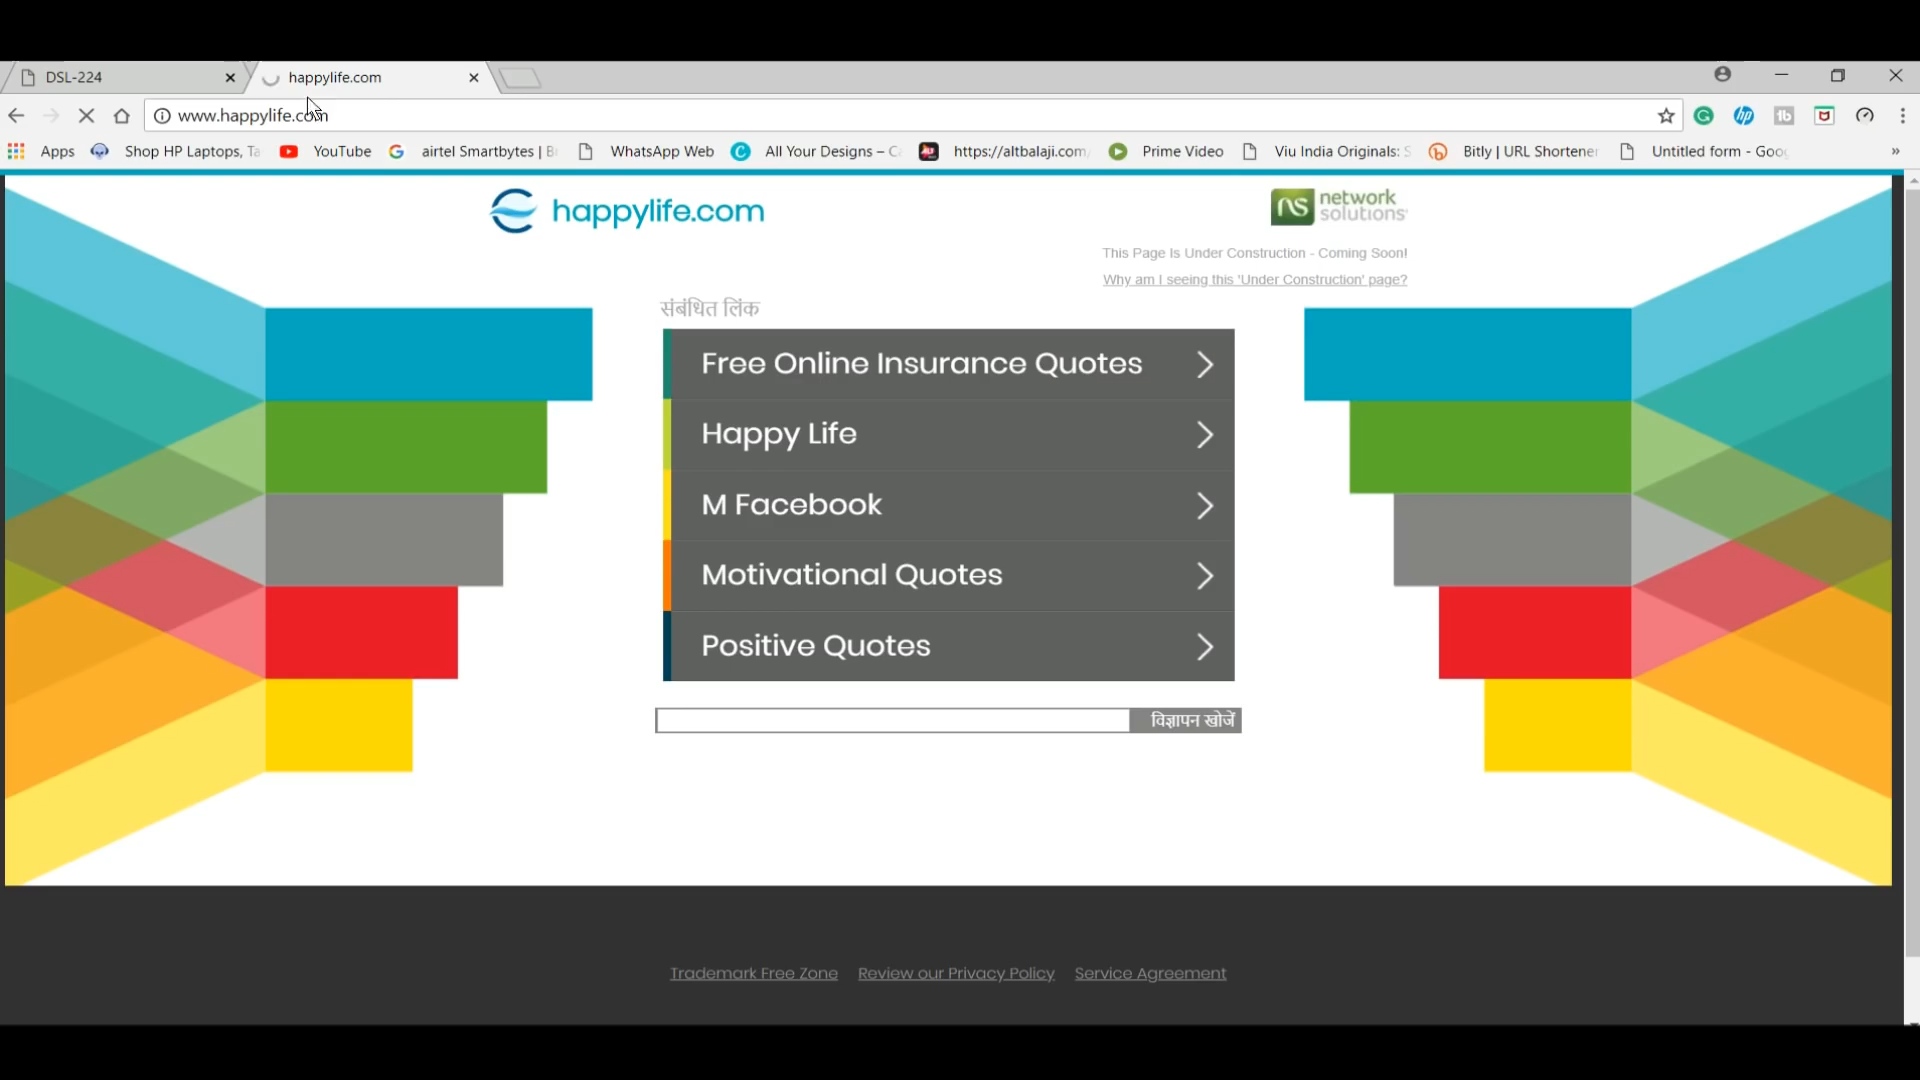 DSL-224
happylife.com
www.happylife.com
Apps
Shop HP Laptops, Ta
YouTube
airtel Smartbytes | B
WhatsApp Web
All Your Designs – C
https://altbalaji.com
Prime Video
Viu India Originals: S
Bitly | URL Shortener
Untitled form - Goo
»
happylife.com
network
solutions
This Page Is Under Construction - Coming Soon!
Why am I seeing this 'Under Construction' page?
संबंधित लिंक
Free Online Insurance Quotes
Happy Life
M Facebook
Motivational Quotes
Positive Quotes
विज्ञापन खोजें
Trademark Free Zone
Review our Privacy Policy
Service Agreement